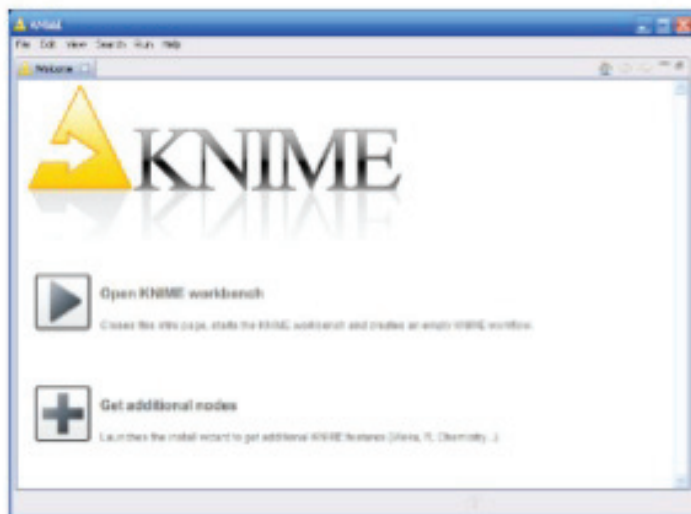 KNIME
File Edit View Search Run Help
Welcome
KNIME
Open KNIME workbench
Closes this intro page, starts the KNIME workbench and creates an empty KNIME workflow.
Get additional nodes
Launches the install wizard to get additional KNIME features (Weka, R, Chemistry...)